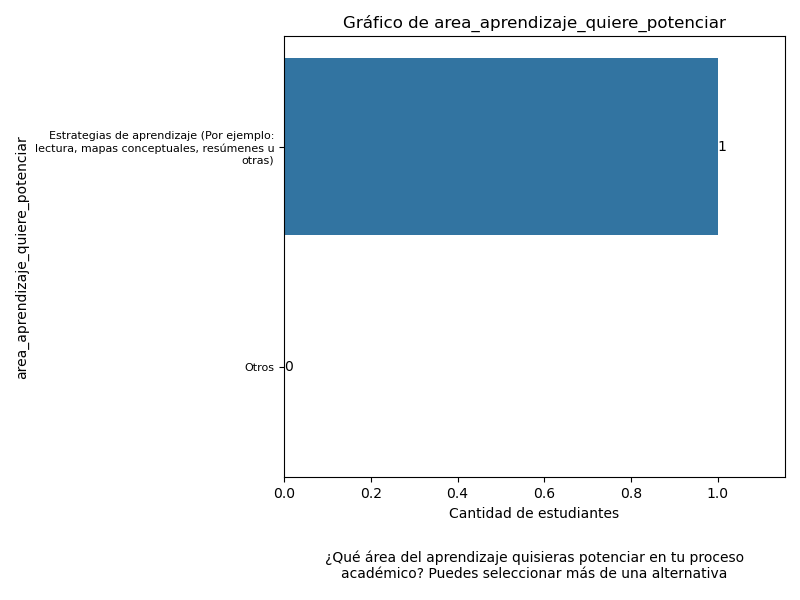 Gráfico de area_aprendizaje_quiere_potenciar
area_aprendizaje_quiere_potenciar
Estrategias de aprendizaje (Por ejemplo:
lectura, mapas conceptuales, resúmenes u
otras)
1
Otros
0
0.0 0.2 0.4 0.6 0.8 1.0
Cantidad de estudiantes
¿Qué área del aprendizaje quisieras potenciar en tu proceso
académico? Puedes seleccionar más de una alternativa